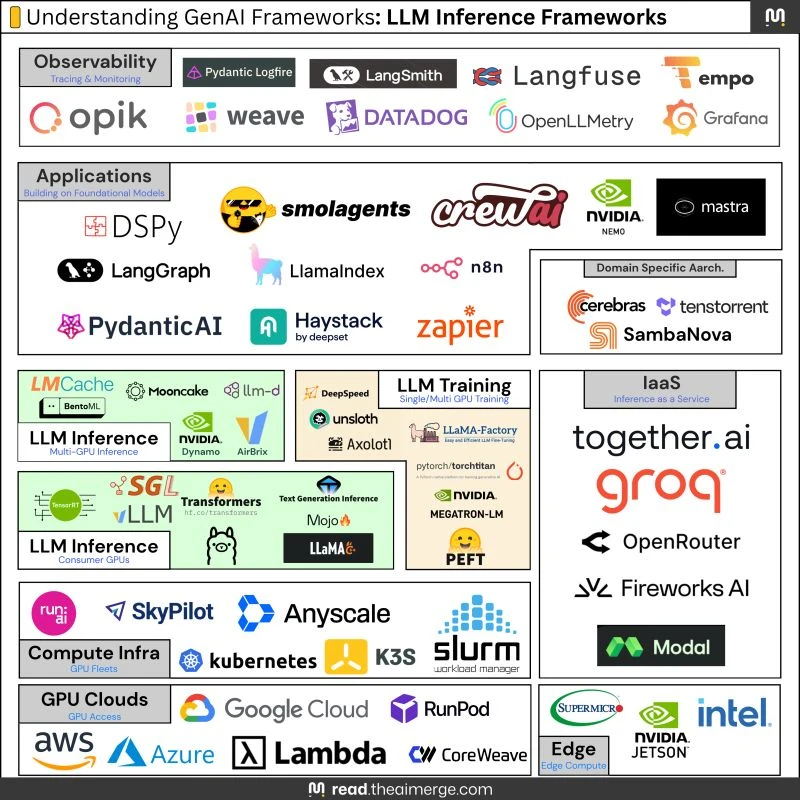 Understanding GenAI Frameworks: LLM Inference Frameworks
Observability
Tracing & Monitoring
Pydantic Logfire
LangSmith
Langfuse
Tempo
opik
weave
DATADOG
OpenLLMetry
Grafana
Applications
Building on Foundational Models
DSPy
smolagents
crewai
NVIDIA.
NEMO
mastra
LangGraph
LlamaIndex
n8n
PydanticAI
Haystack
by deepset
zapier
Domain Specific Aarch.
cerebras
tenstorrent
SambaNova
LMCache
Mooncake
llm-d
BentoML
LLM Inference
Multi-GPU Inference
NVIDIA.
Dynamo
AirBrix
DeepSpeed
LLM Training
Single/Multi GPU Training
unsloth
Axolotl
LLaMA-Factory
Easy and Efficient LLM Fine-Tuning
pytorch/torchtitan
NVIDIA.
MEGATRON-LM
PEFT
IaaS
Inference as a Service
together.ai
groq®
OpenRouter
Fireworks AI
Modal
TensorRT
SGL
vLLM
Transformers
hf.co/transformers
Text Generation Inference
Mojo
LLaMA
LLM Inference
Consumer GPUs
run:
ai
SkyPilot
Anyscale
Compute Infra
GPU Fleets
kubernetes
K3S
slurm
workload manager
GPU Clouds
GPU Access
Google Cloud
RunPod
aws
Azure
Lambda
CoreWeave
SUPERMICR
NVIDIA.
JETSON
intel.
Edge
Edge Compute
read.theaimerge.com